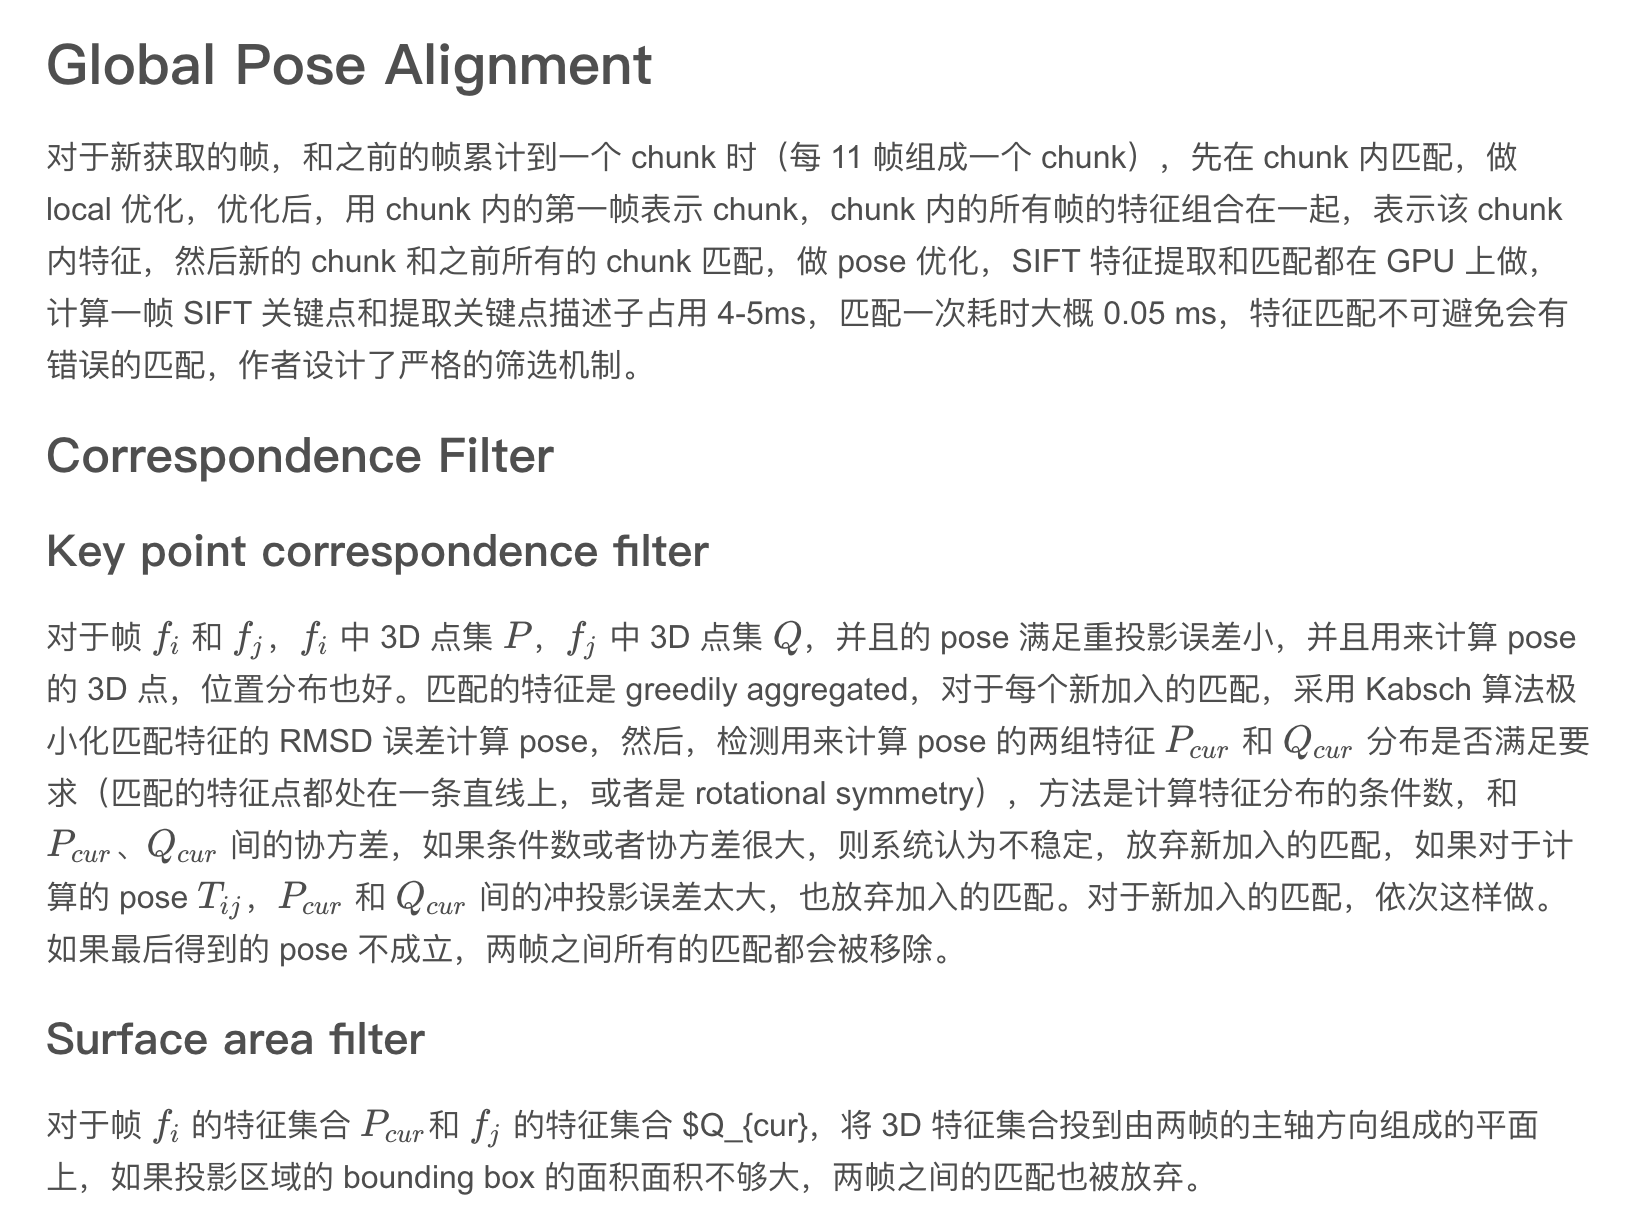 Global Pose Alignment
对于新获取的帧，和之前的帧累计到一个 chunk 时（每 11 帧组成一个 chunk），先在 chunk 内匹配，做
local 优化，优化后，用 chunk 内的第一帧表示 chunk，chunk 内的所有帧的特征组合在一起，表示该 chunk
内特征，然后新的 chunk 和之前所有的 chunk 匹配，做 pose 优化，SIFT 特征提取和匹配都在 GPU 上做，
计算一帧 SIFT 关键点和提取关键点描述子占用 4-5ms，匹配一次耗时大概 0.05 ms，特征匹配不可避免会有
错误的匹配，作者设计了严格的筛选机制。
Correspondence Filter
Key point correspondence filter
对于帧 f_i 和 f_j，f_i 中 3D 点集 P，f_j 中 3D 点集 Q，并且的 pose 满足重投影误差小，并且用来计算 pose
的 3D 点，位置分布也好。匹配的特征是 greedily aggregated，对于每个新加入的匹配，采用 Kabsch 算法极
小化匹配特征的 RMSD 误差计算 pose，然后，检测用来计算 pose 的两组特征 P_{cur} 和 Q_{cur} 分布是否满足要
求（匹配的特征点都处在一条直线上，或者是 rotational symmetry），方法是计算特征分布的条件数，和
P_{cur}、Q_{cur} 间的协方差，如果条件数或者协方差很大，则系统认为不稳定，放弃新加入的匹配，如果对于计
算的 pose T_{ij}，P_{cur} 和 Q_{cur} 间的冲投影误差太大，也放弃加入的匹配。对于新加入的匹配，依次这样做。
如果最后得到的 pose 不成立，两帧之间所有的匹配都会被移除。
Surface area filter
对于帧 f_i 的特征集合 P_{cur}和 f_j 的特征集合 $Q_{cur}，将 3D 特征集合投到由两帧的主轴方向组成的平面
上，如果投影区域的 bounding box 的面积面积不够大，两帧之间的匹配也被放弃。